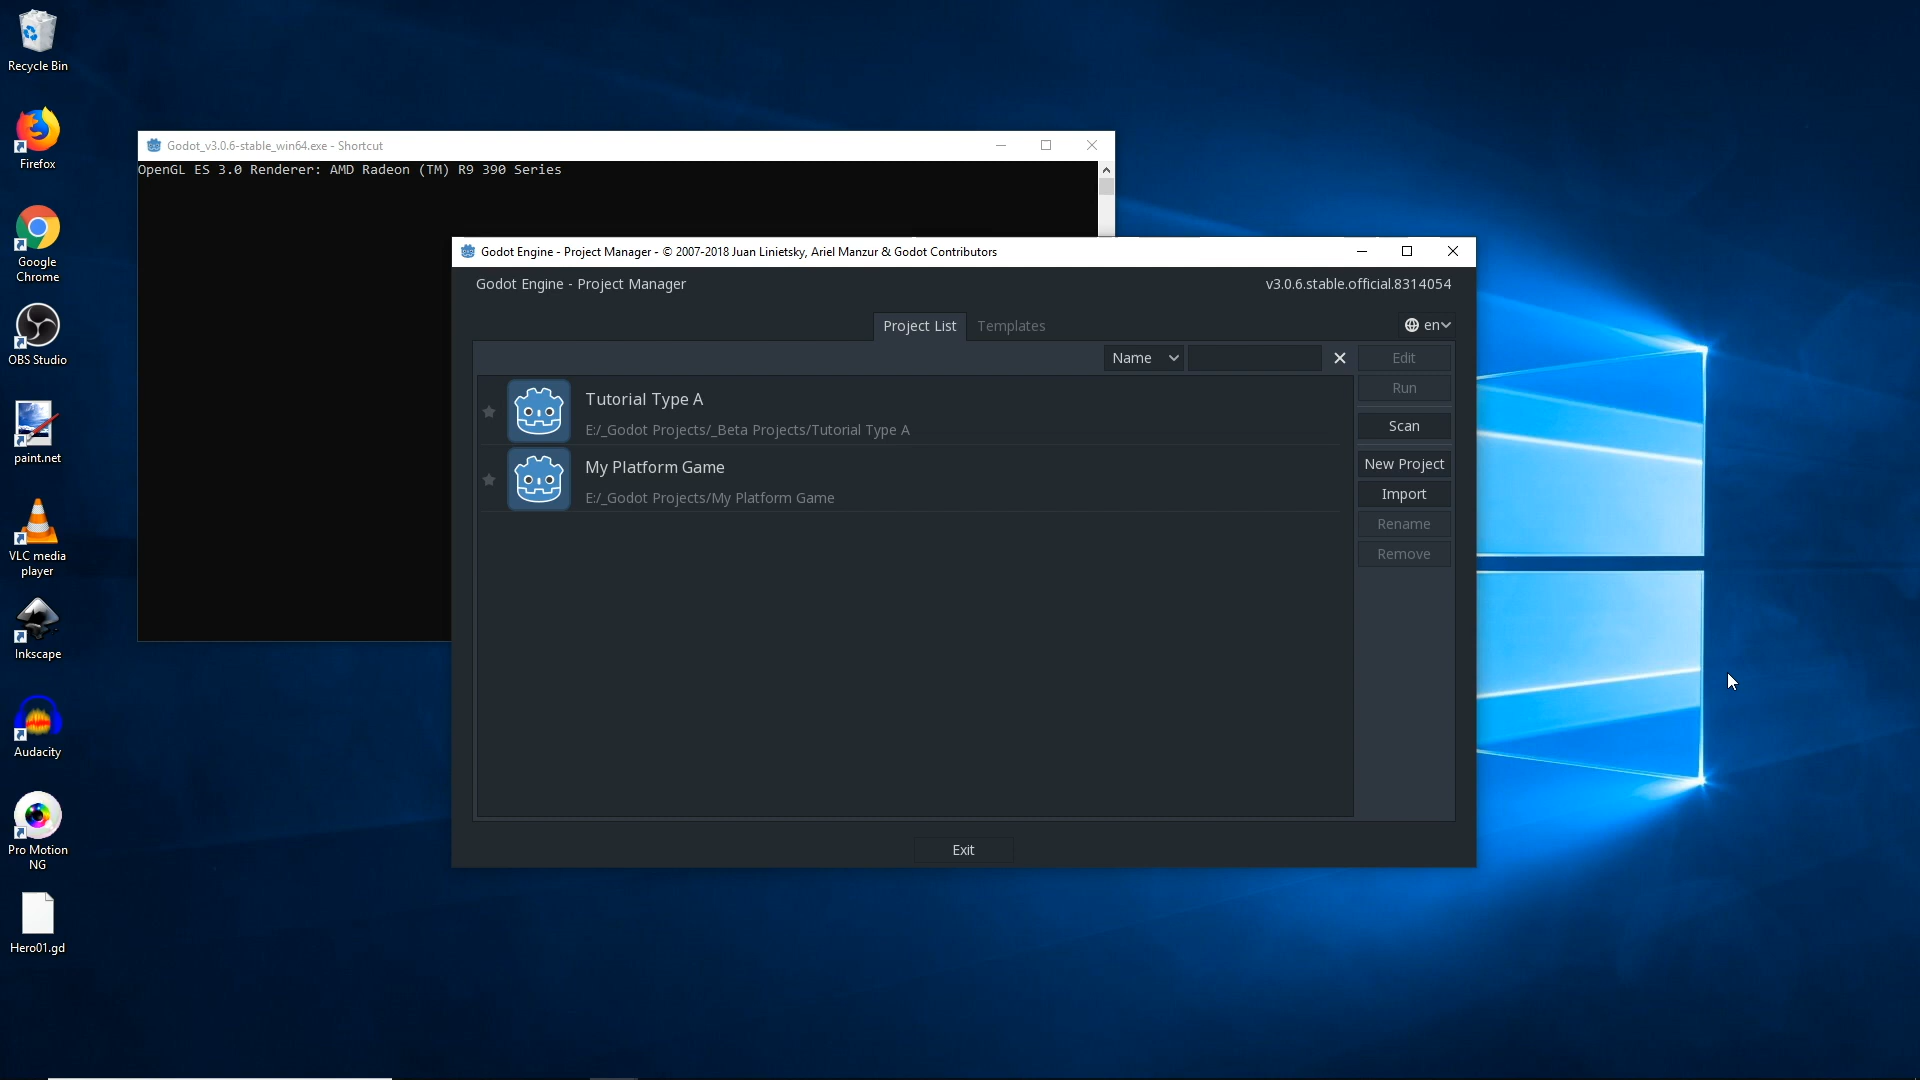 Recycle Bin
Firefox
Google
Chrome
OBS Studio
paint.net
VLC media
player
Inkscape
Audacity
Pro Motion
NG
Hero01.gd
Godot_v3.0.6-stable_win64.exe - Shortcut
OpenGL ES 3.0 Renderer: AMD Radeon (TM) R9 390 Series
Godot Engine - Project Manager - © 2007-2018 Juan Linietsky, Ariel Manzur & Godot Contributors
Godot Engine - Project Manager
v3.0.6.stable.official.8314054
Project List
Templates
en
Name
Edit
Run
Scan
New Project
Import
Rename
Remove
Tutorial Type A
E:/_Godot Projects/_Beta Projects/Tutorial Type A
My Platform Game
E:/_Godot Projects/My Platform Game
Exit